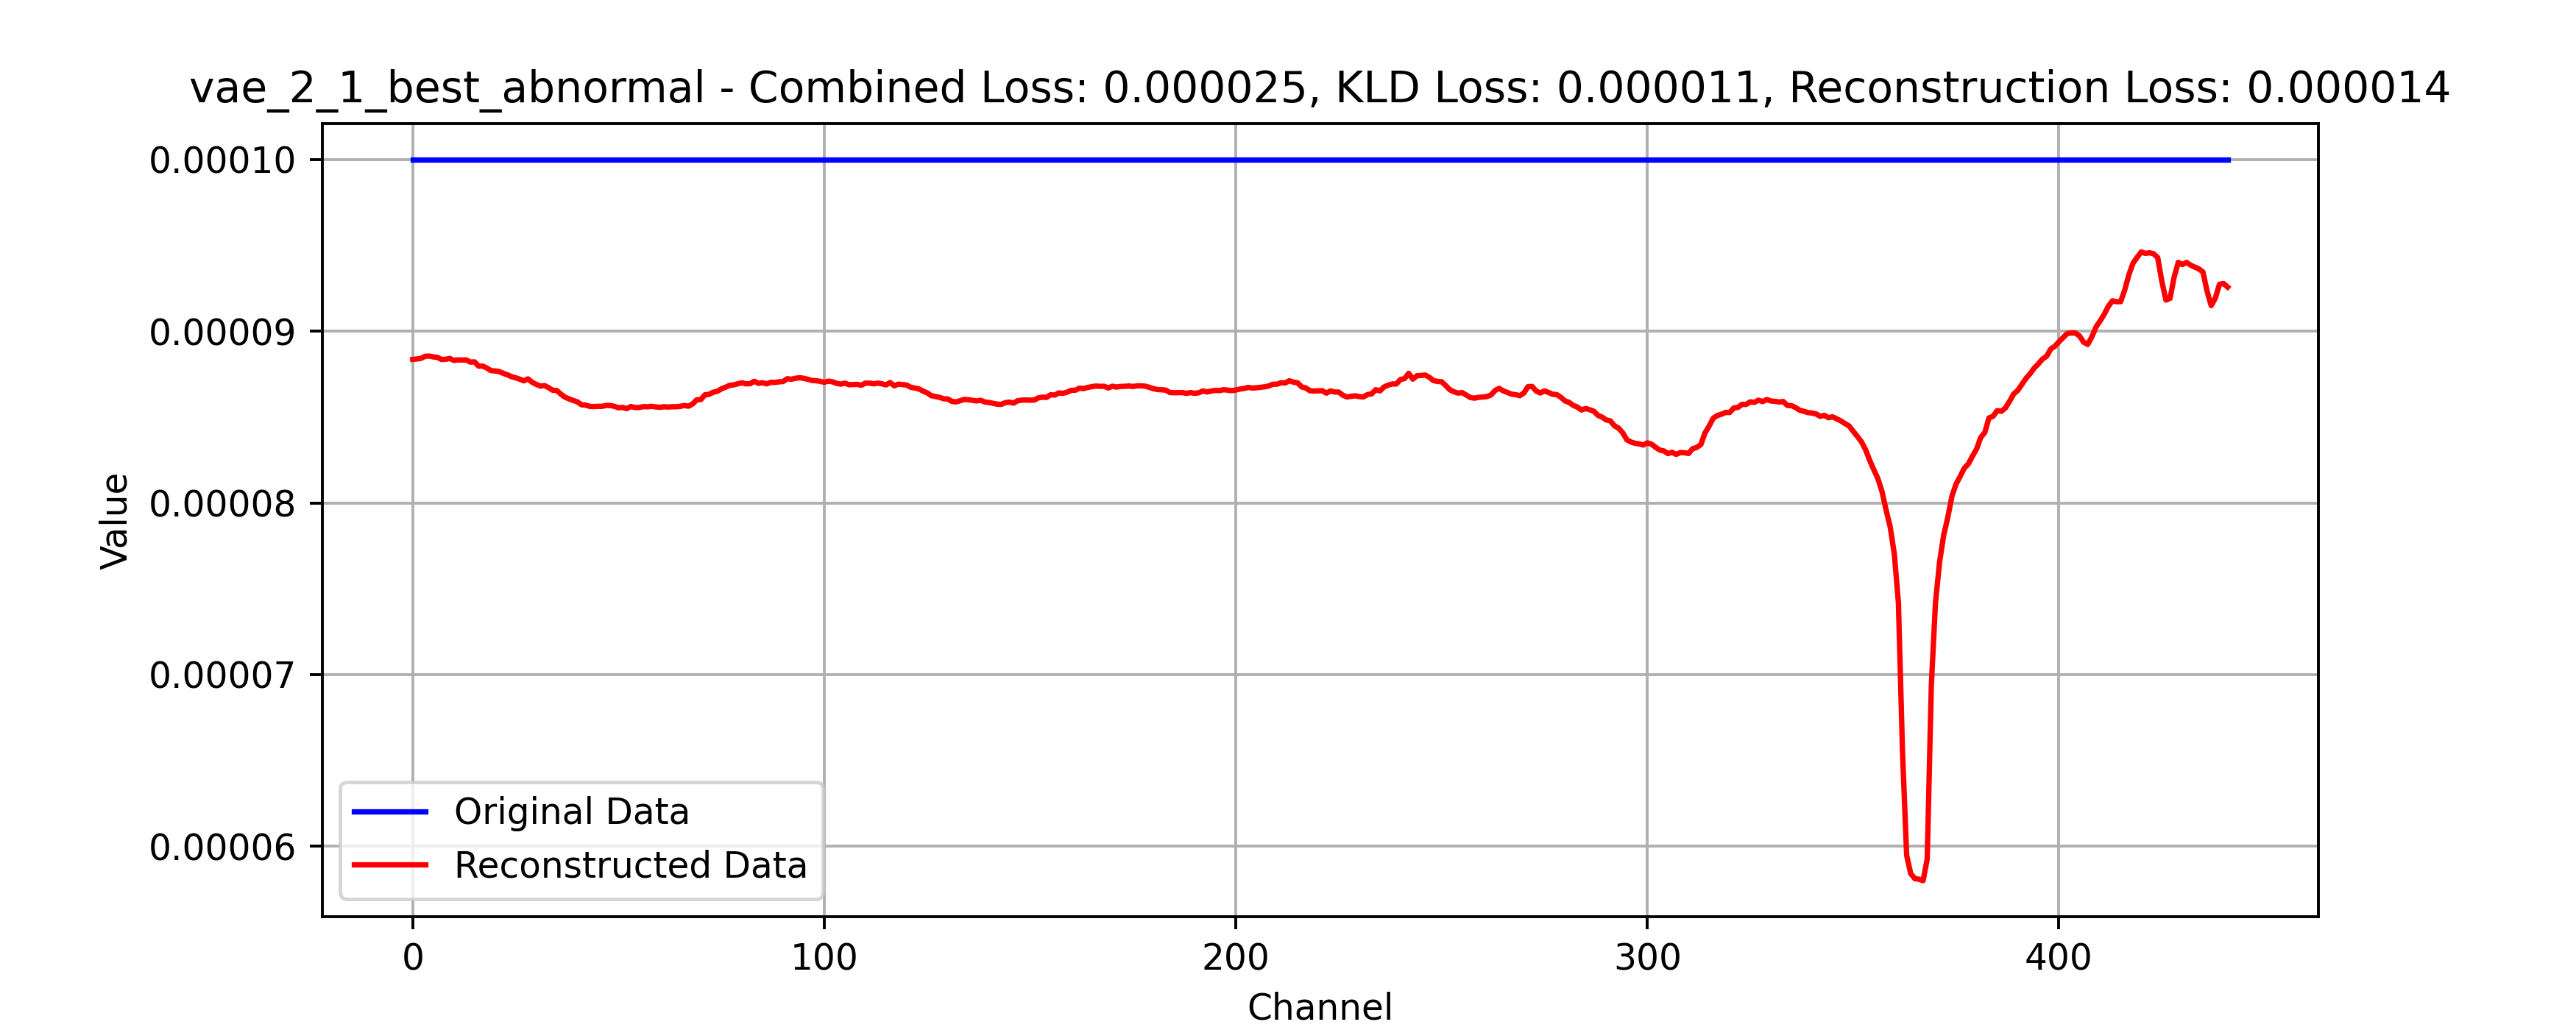 vae_2_1_best_abnormal - Combined Loss: 0.000025, KLD Loss: 0.000011, Reconstruction Loss: 0.000014
0.00010
0.00009
0.00008
0.00007
0.00006
Value
Original Data
Reconstructed Data
0 100 200 300 400
Channel